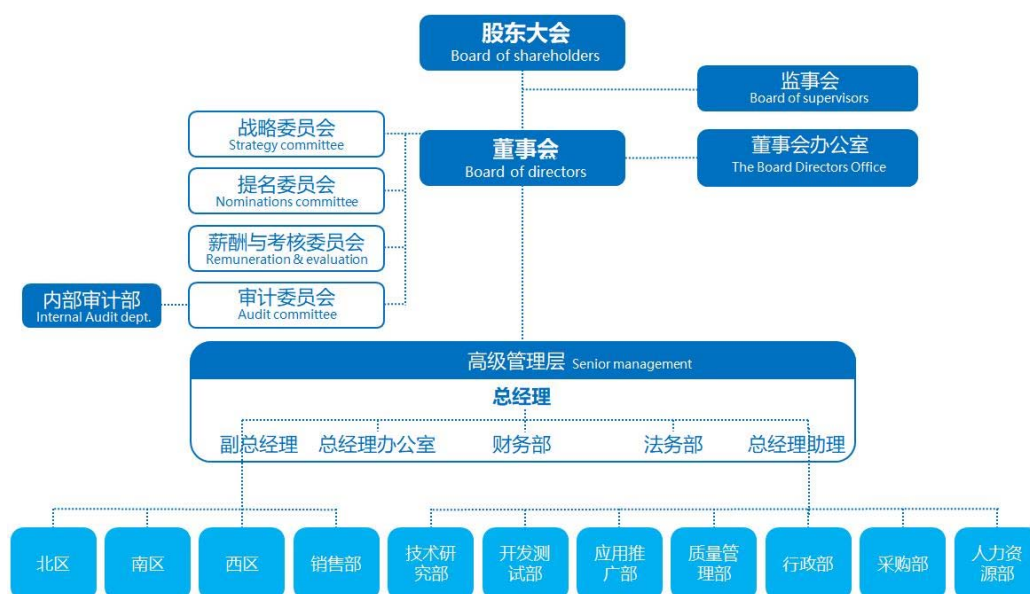 股东大会
Board of shareholders
监事会
Board of supervisors
战略委员会
Strategy committee
董事会
Board of directors
董事会办公室
The Board Directors Office
提名委员会
Nominations committee
薪酬与考核委员会
Remuneration & evaluation
内部审计部
Internal Audit dept.
审计委员会
Audit committee
高级管理层 Senior management
总经理
副总经理 总经理办公室 财务部 法务部 总经理助理
北区
南区
西区
销售部
技术研
究部
开发测
试部
应用推
广部
质量管
理部
行政部
采购部
人力资
源部